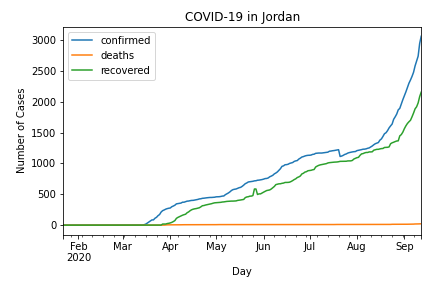 COVID-19 in Jordan
confirmed
deaths
recovered
Number of Cases
3000
2500
2000
1500
1000
500
0
Feb Mar Apr May Jun Jul Aug Sep
2020
Day